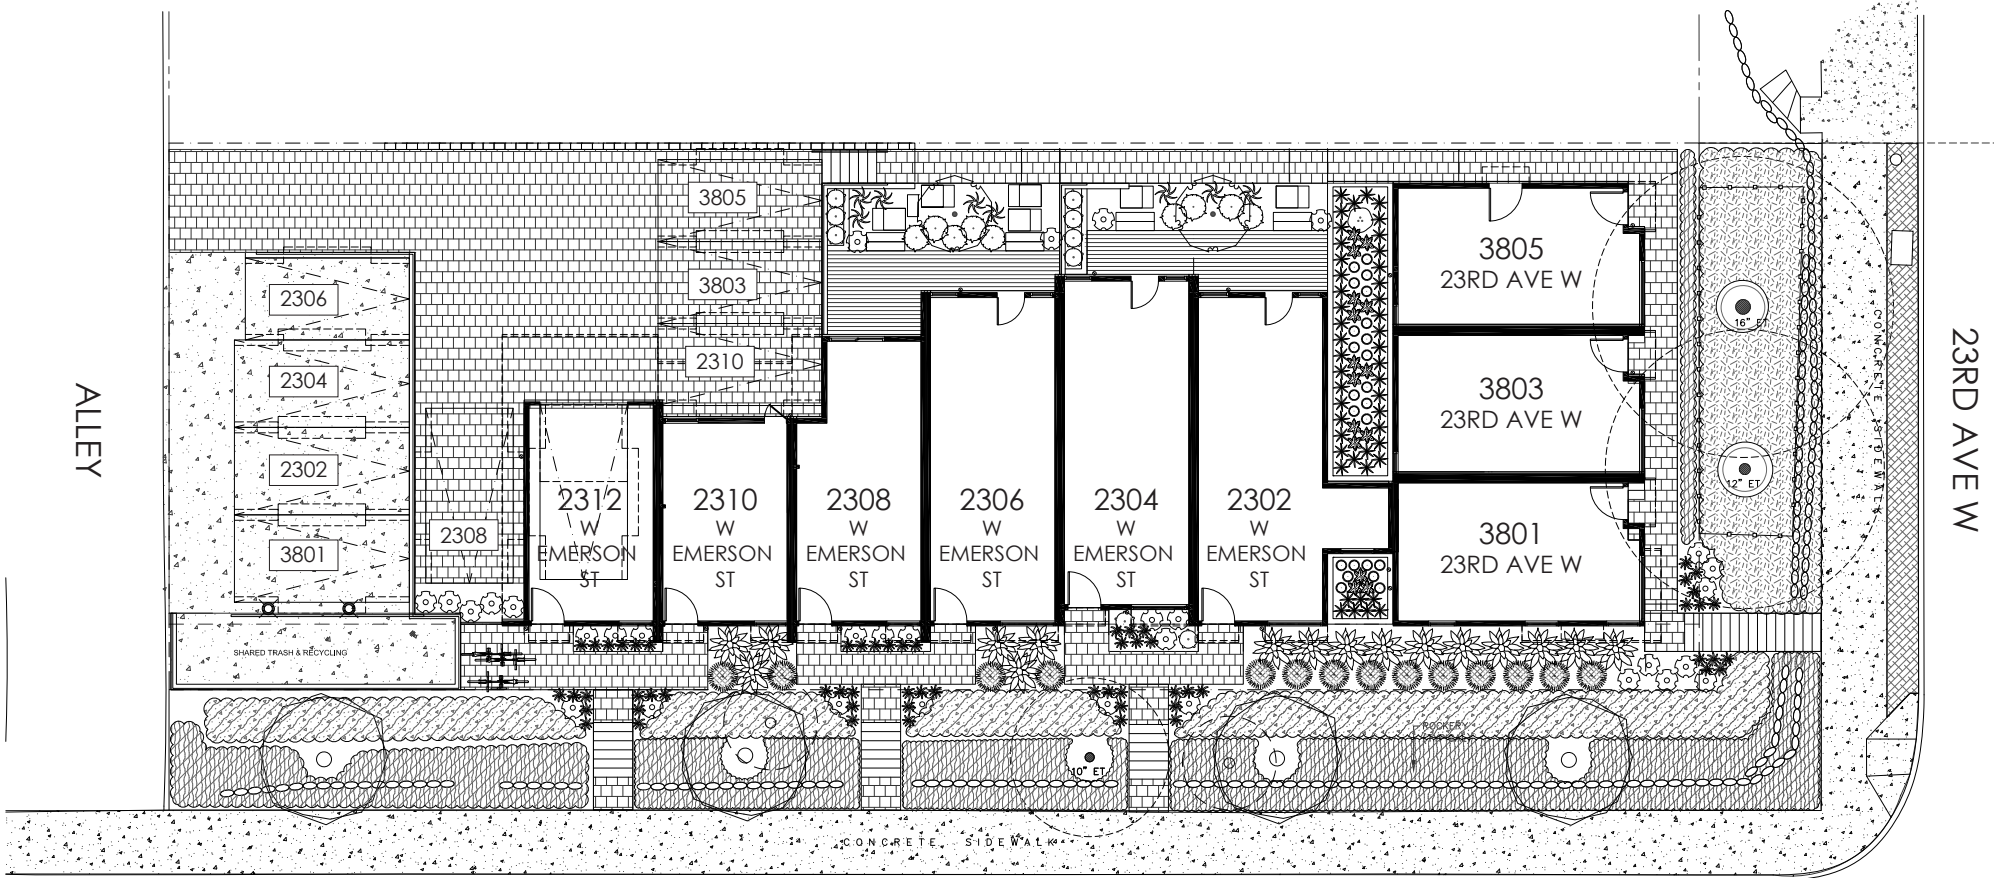 3805
3803
2310
2306
2304
2302
3801
2308
SHARED TRASH & RECYCLING
ALLEY
2312
W
EMERSON
ST
2310
W
EMERSON
ST
2308
W
EMERSON
ST
2306
W
EMERSON
ST
2304
W
EMERSON
ST
2302
W
EMERSON
ST
3805
23RD AVE W
3803
23RD AVE W
3801
23RD AVE W
16" ET
12" ET
10" ET
ROCKERY
CONCRETE SIDEWALK
CONCRETE SIDEWALK
23RD AVE W